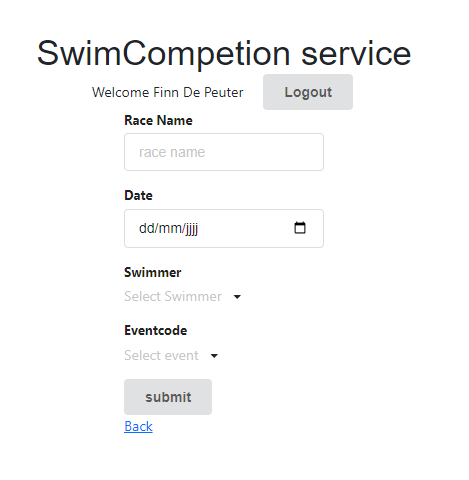 SwimCompetion service
Welcome Finn De Peuter Logout
Race Name
race name
Date
dd/mm/jjjj
Swimmer
Select Swimmer
Eventcode
Select event
submit
Back